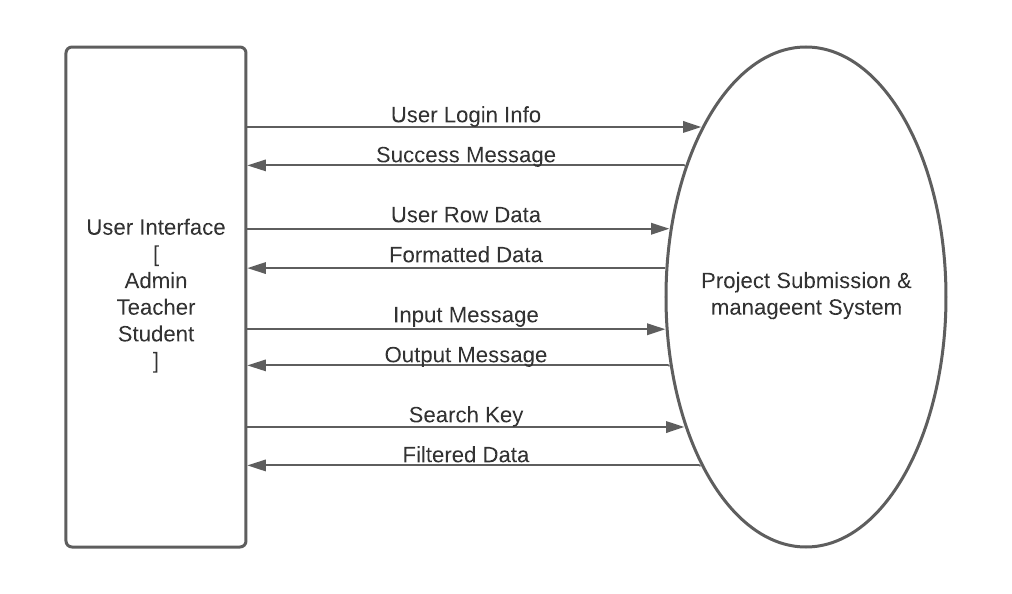 User Login Info
Success Message
User Row Data
Formatted Data
Input Message
Output Message
Search Key
Filtered Data
User Interface
[
Admin
Teacher
Student
]
Project Submission &
manageent System